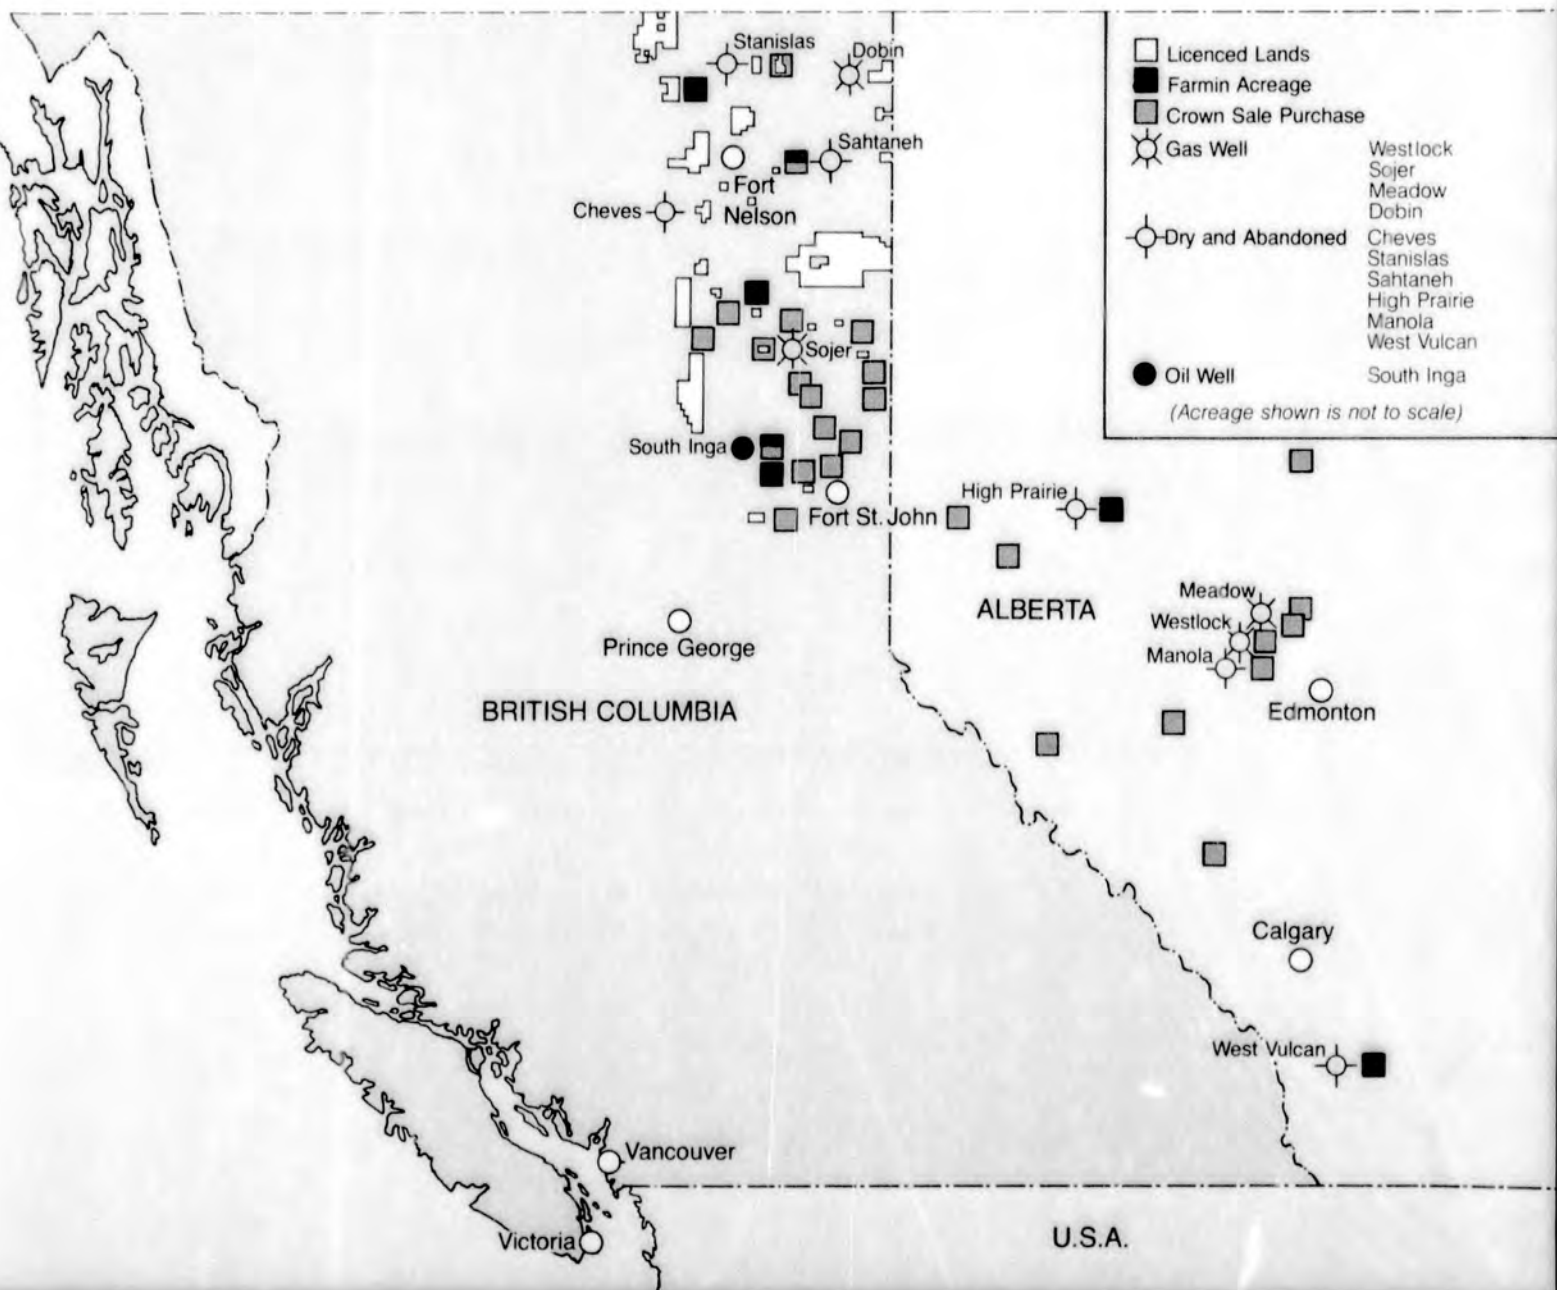 Stanislas
Dobin
Sahtaneh
Fort
Nelson
Cheves
Sojer
South Inga
Fort St. John
High Prairie
Prince George
BRITISH COLUMBIA
ALBERTA
Meadow
Westlock
Manola
Edmonton
Calgary
West Vulcan
Vancouver
Victoria
U.S.A.
Licenced Lands
Farmin Acreage
Crown Sale Purchase
Gas Well Westlock
Sojer
Meadow
Dobin
Dry and Abandoned Cheves
Stanislas
Sahtaneh
High Prairie
Manola
West Vulcan
Oil Well South Inga
(Acreage shown is not to scale)